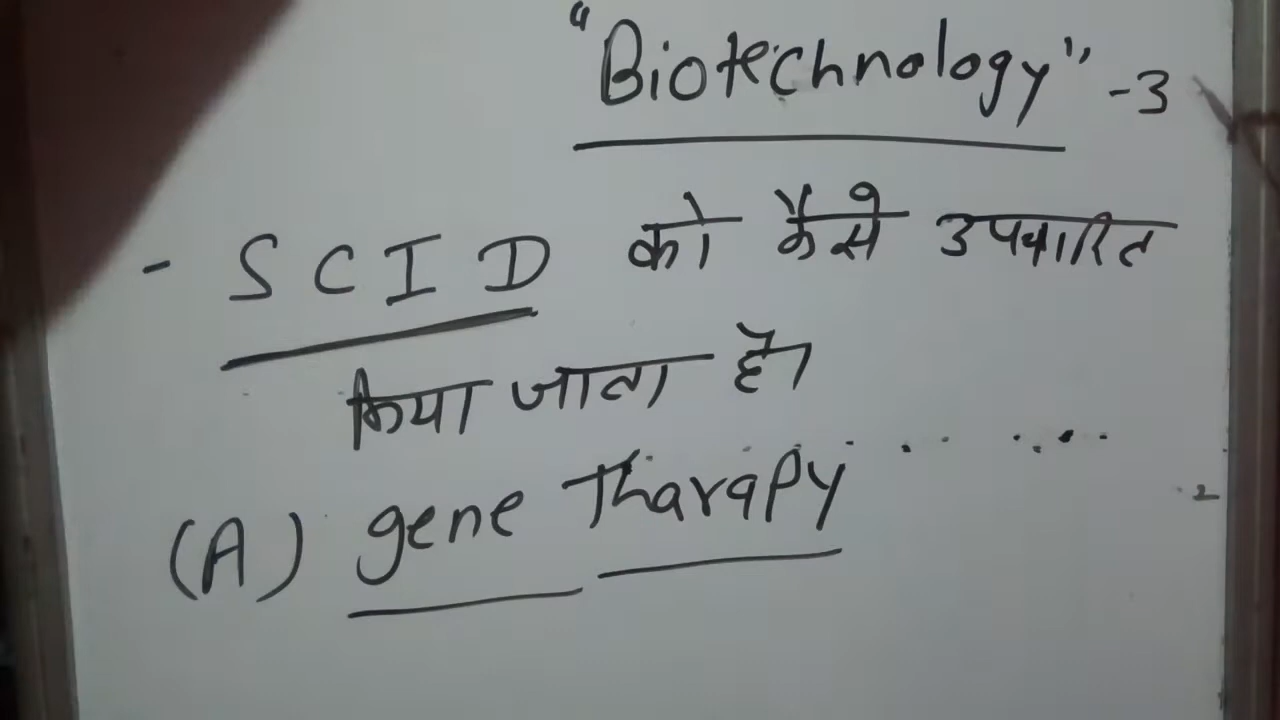 "Biotechnology" -3
- SCID को कैसे उपचारित
किया जाता है।
(A) gene Tharapy